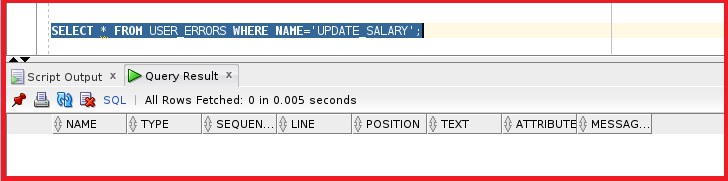 SELECT * FROM USER_ERRORS WHERE NAME='UPDATE_SALARY';
Script Output x Query Result x
SQL | All Rows Fetched: 0 in 0.005 seconds
NAME TYPE SEQUEN... LINE POSITION TEXT ATTRIBUTE MESSAG...